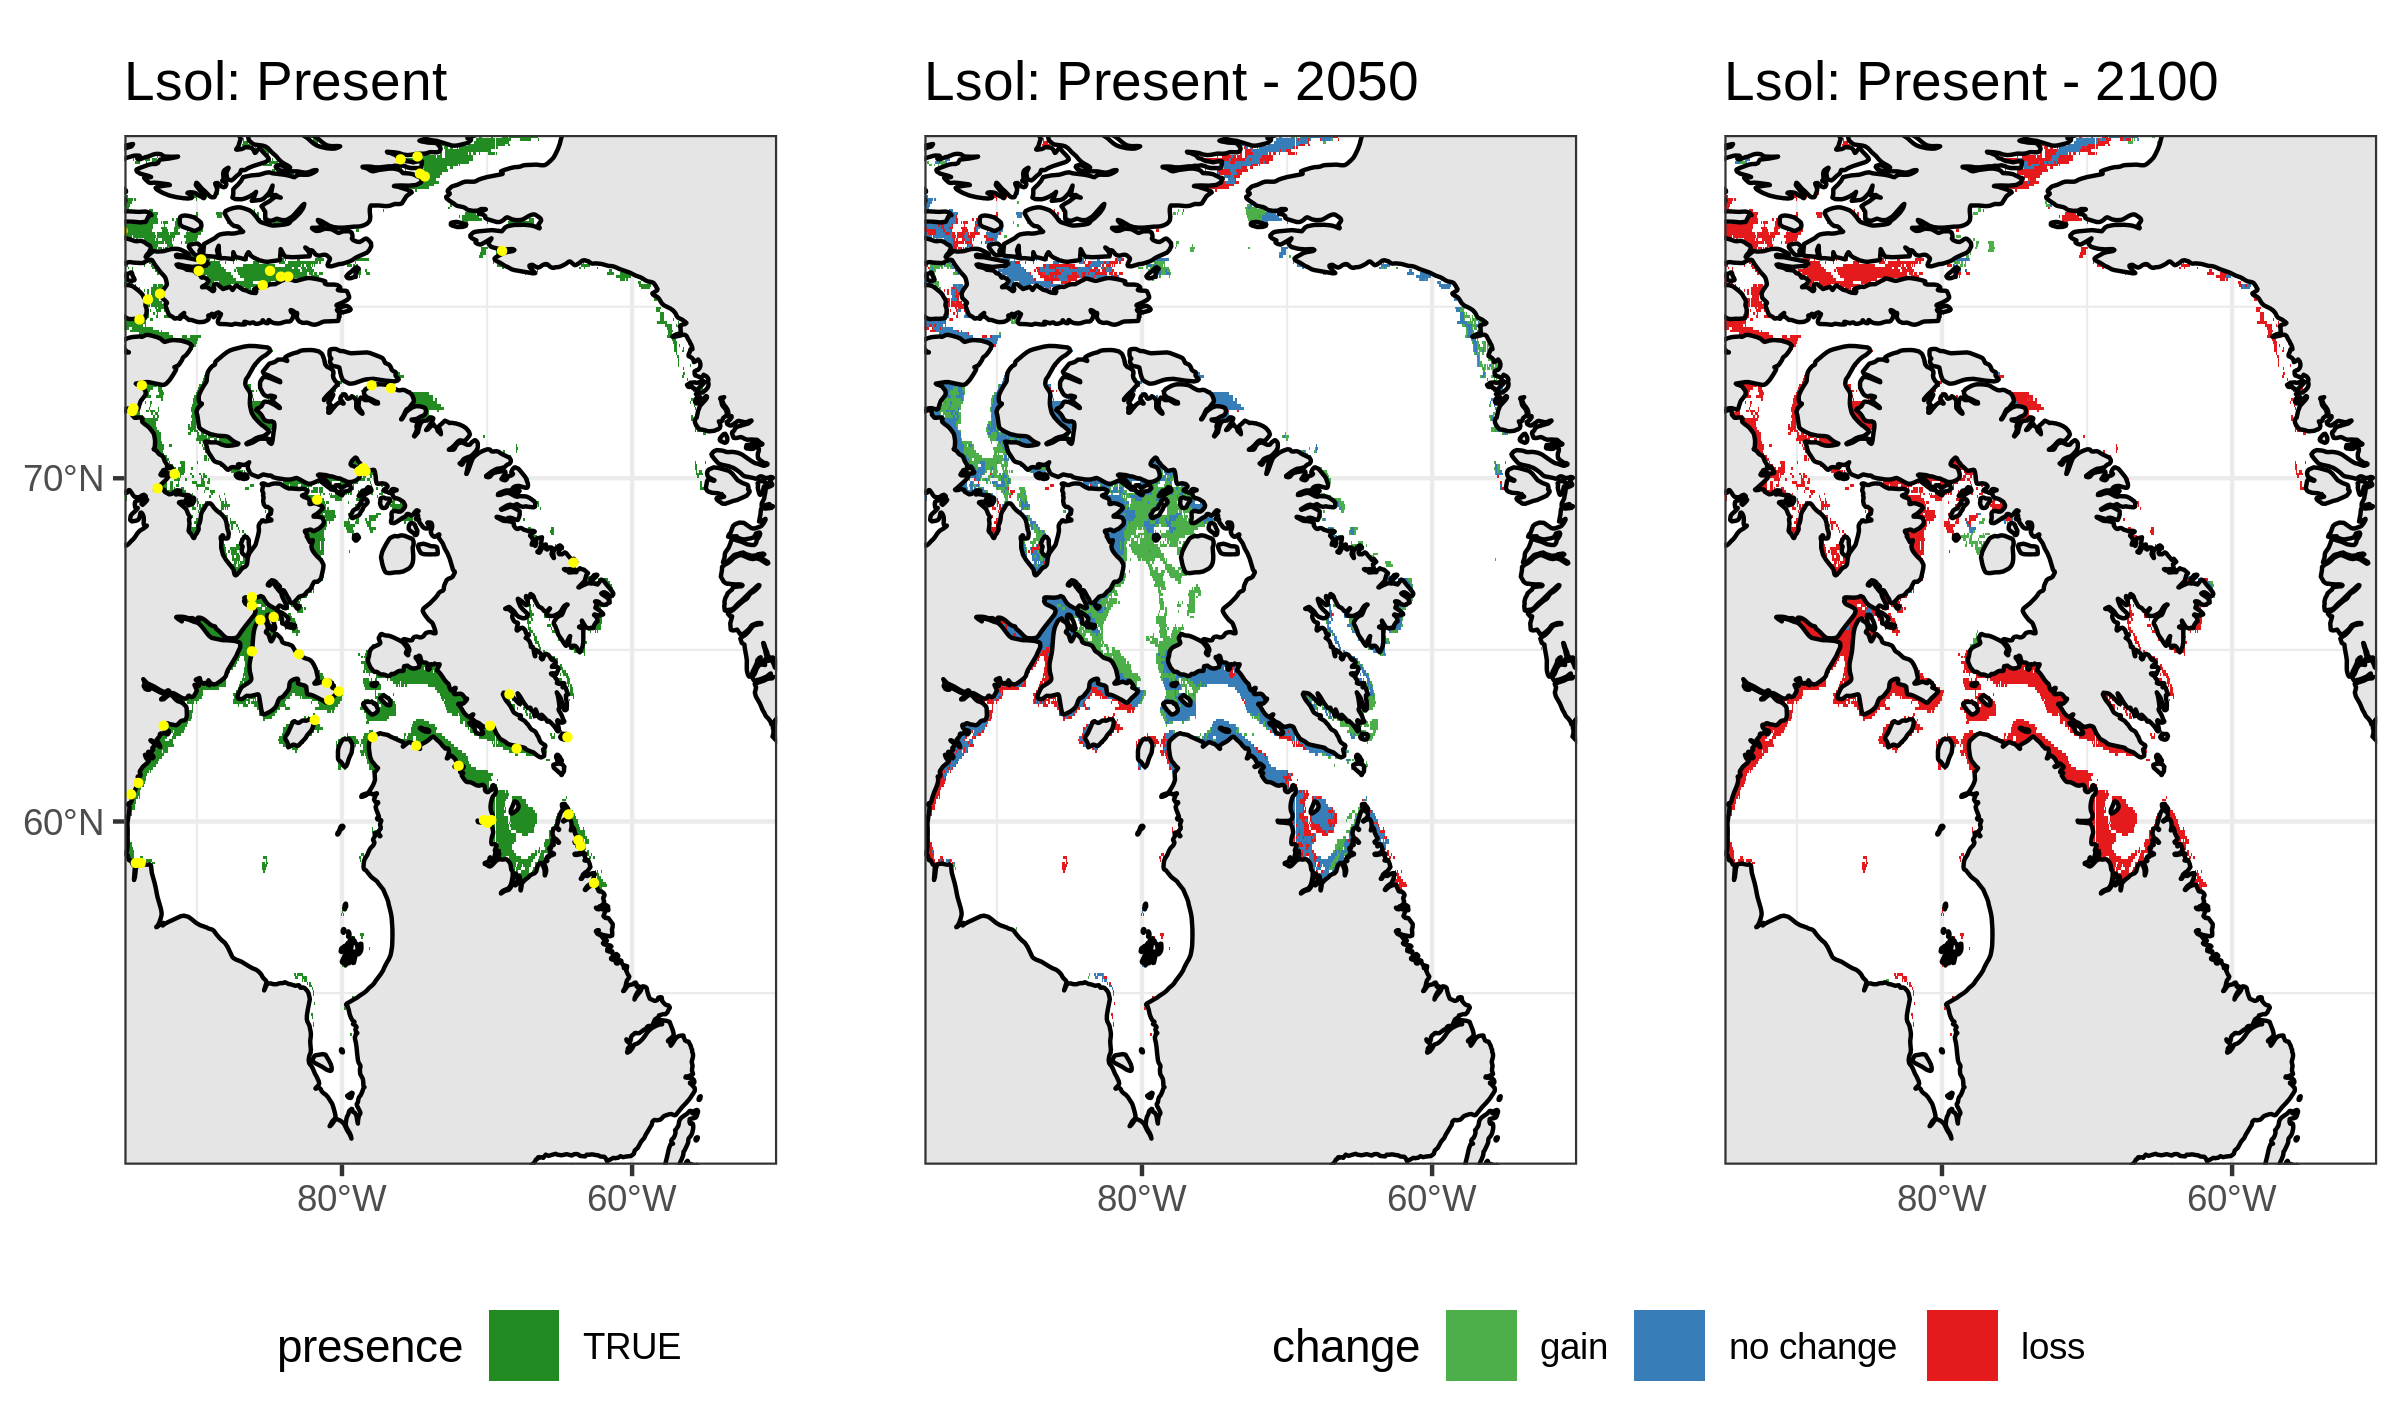 Lsol: Present
Lsol: Present - 2050
Lsol: Present - 2100
70°N
60°N
80°W
60°W
80°W
60°W
80°W
60°W
presence
TRUE
change
gain
no change
loss